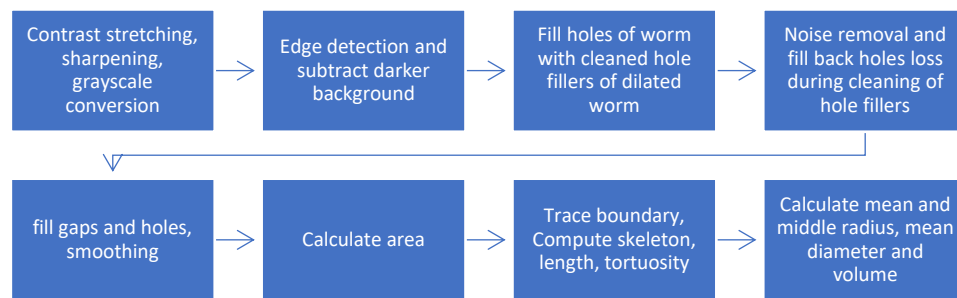 Contrast stretching,
sharpening,
grayscale
conversion
Edge detection and
subtract darker
background
Fill holes of worm
with cleaned hole
fillers of dilated
worm
Noise removal and
fill back holes loss
during cleaning of
hole fillers
fill gaps and holes,
smoothing
Calculate area
Trace boundary,
Compute skeleton,
length, tortuosity
Calculate mean and
middle radius, mean
diameter and
volume